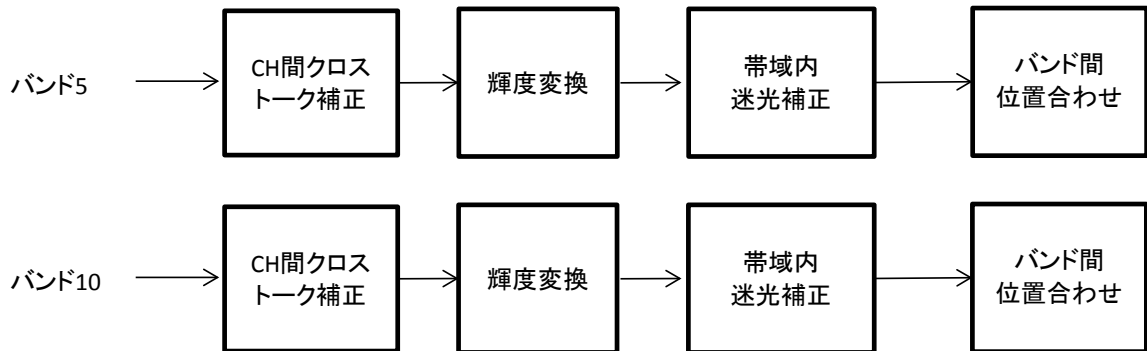 バンド5
CH間クロス
トーク補正
輝度変換
帯域内
迷光補正
バンド間
位置合わせ
バンド10
CH間クロス
トーク補正
輝度変換
帯域内
迷光補正
バンド間
位置合わせ